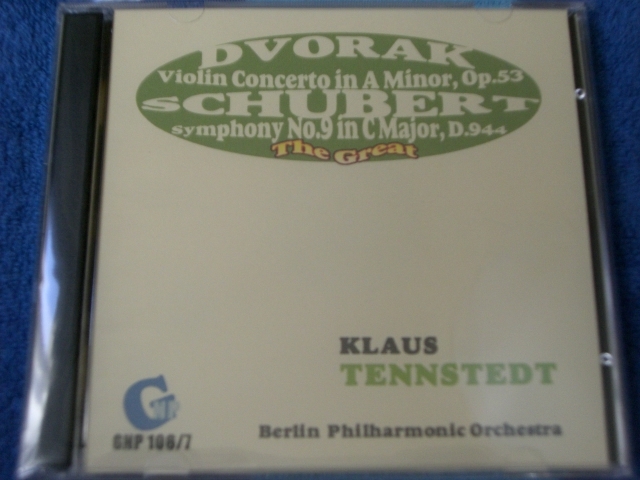 DVORAK
Violin Concerto in A Minor, Op.53
SCHUBERT
Symphony No.9 in C Major, D.944
The Great
KLAUS
TENNSTEDT
GNP
GNP 106/7
Berlin Philharmonic Orchestra